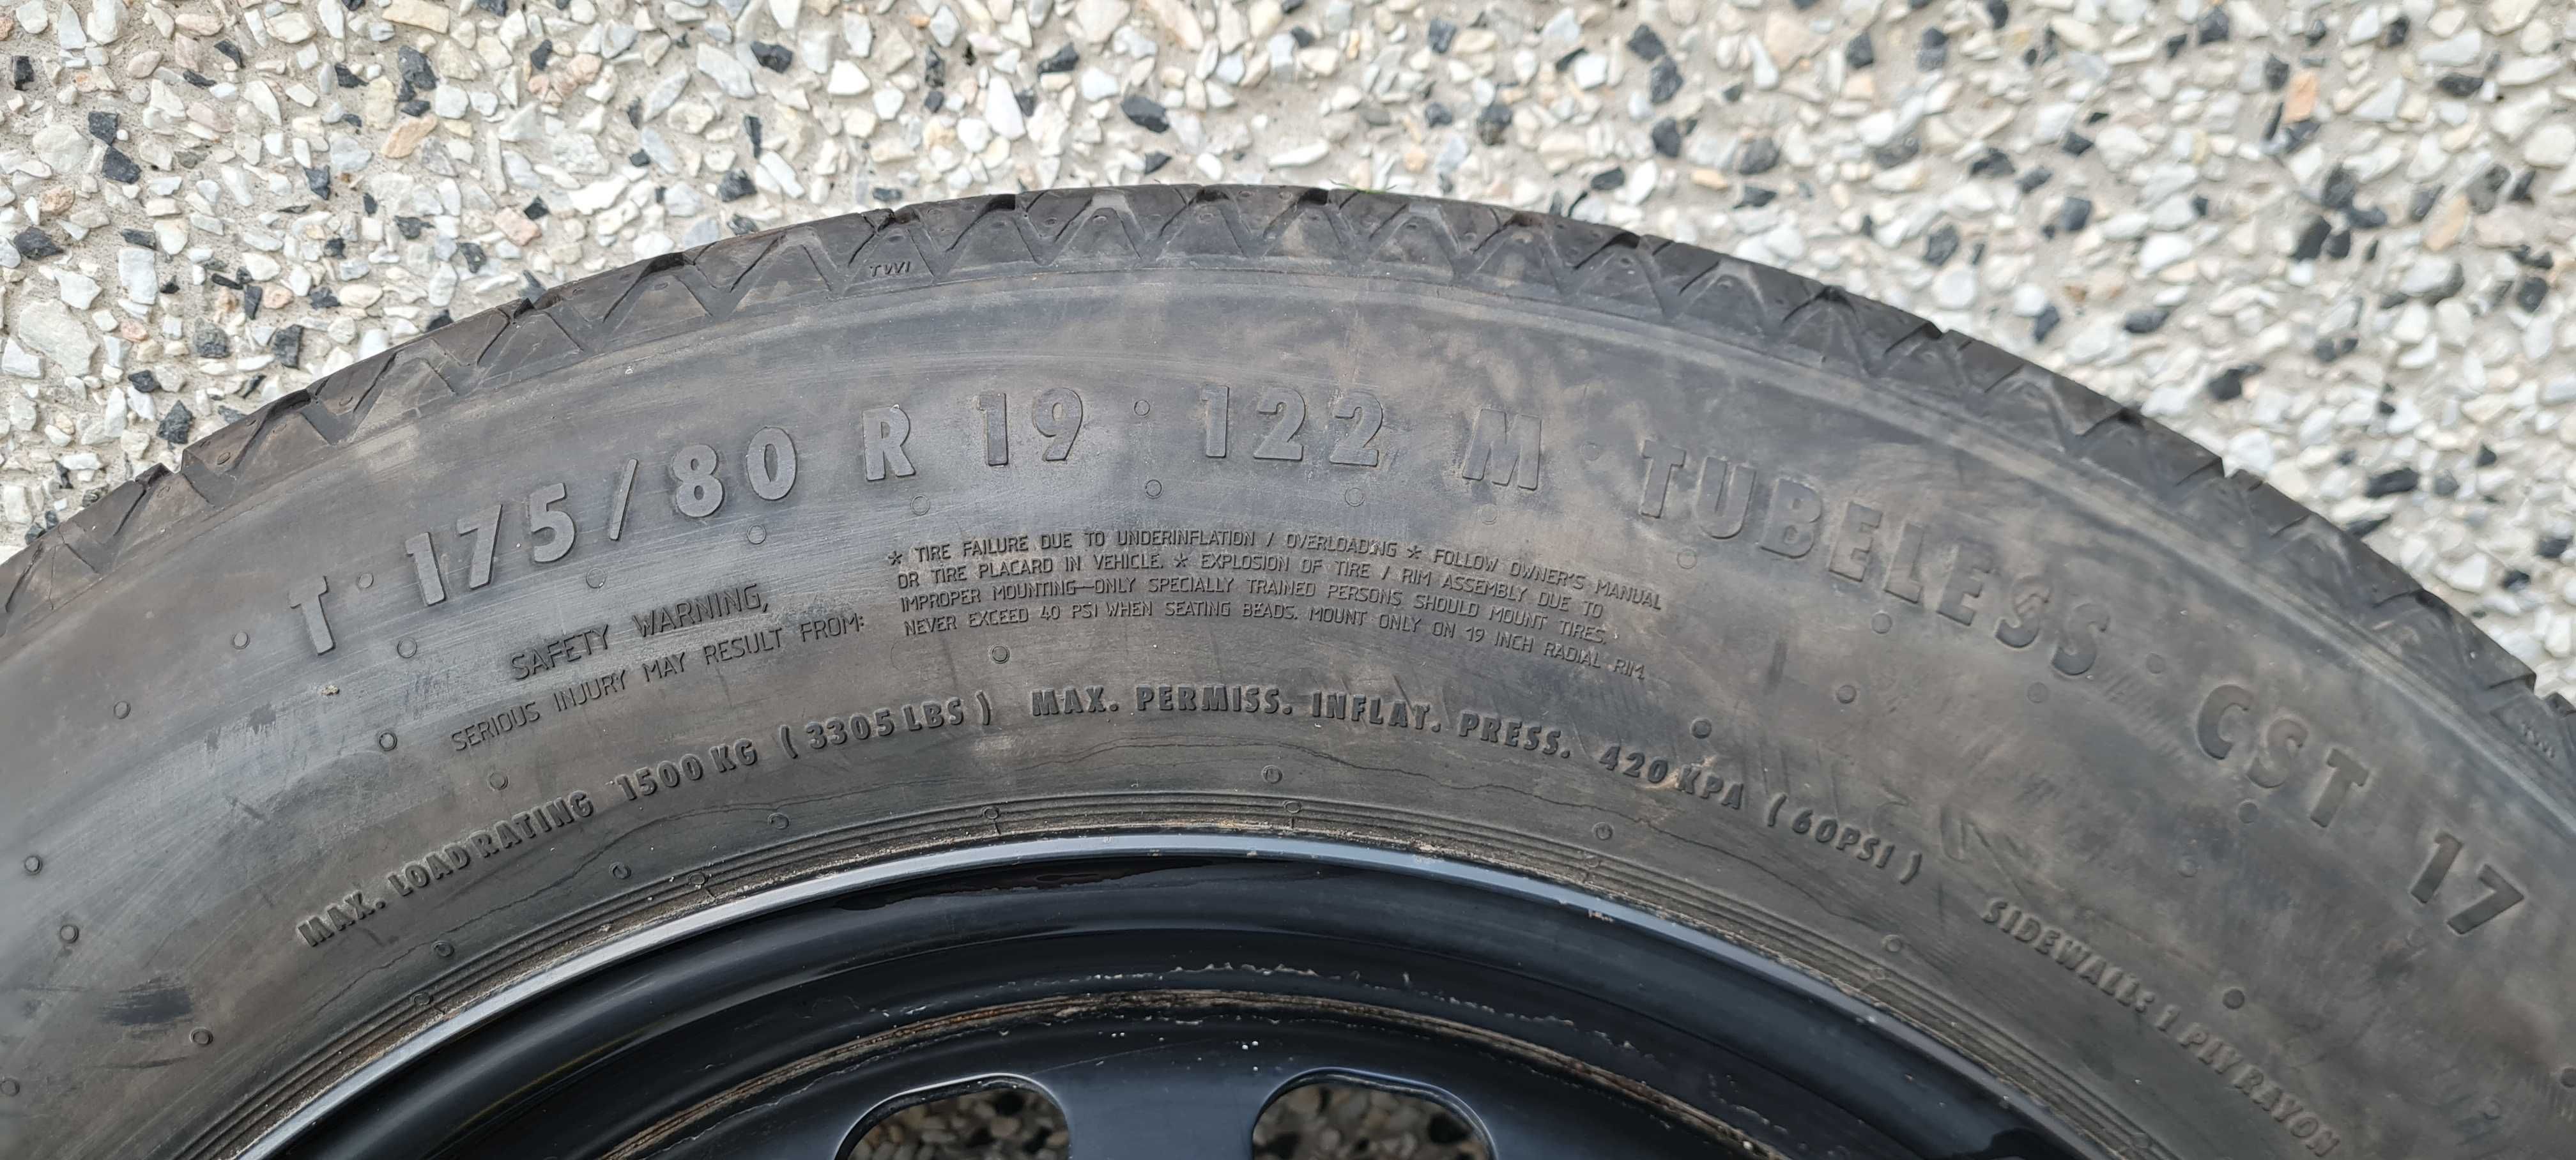 TWI
T · 175/80 R 19 · 122 M · TUBELESS · CST 17
SAFETY WARNING,
SERIOUS INJURY MAY RESULT FROM:
* TIRE FAILURE DUE TO UNDERINFLATION / OVERLOADING * FOLLOW OWNER'S MANUAL
OR TIRE PLACARD IN VEHICLE. * EXPLOSION OF TIRE / RIM ASSEMBLY DUE TO
IMPROPER MOUNTING—ONLY SPECIALLY TRAINED PERSONS SHOULD MOUNT TIRES.
NEVER EXCEED 40 PSI WHEN SEATING BEADS. MOUNT ONLY ON 19 INCH RADIAL RIM
MAX. LOAD RATING 1500 KG (3305 LBS) MAX. PERMISS. INFLAT. PRESS. 420 KPA (60PSI)
SIDEWALL: 1 PLY RAYON
TWI